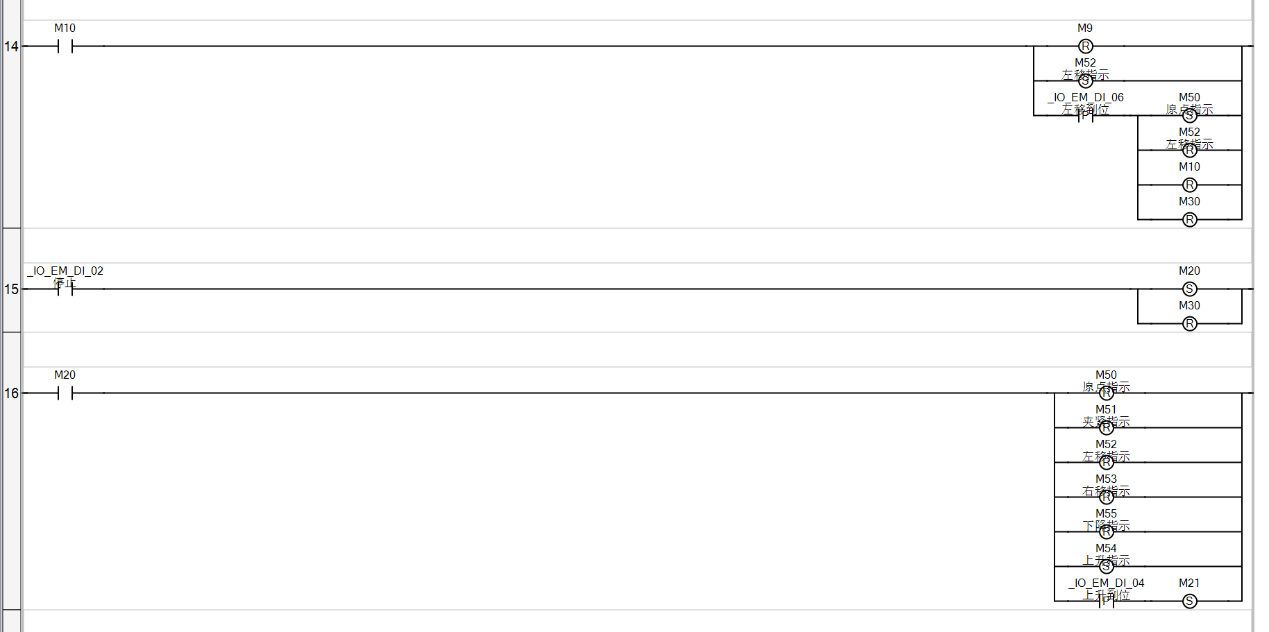 M10
M9
14
R
M52
左移指示
S
_IO_EM_DI_06
M50
左移到位
原点指示
P
S
M52
左移指示
R
M10
R
M30
R
_IO_EM_DI_02
停止
M20
15
S
M30
R
M20
M50
原点指示
16
R
M51
夹紧指示
R
M52
左移指示
R
M53
右移指示
R
M55
下降指示
R
M54
上升指示
S
_IO_EM_DI_04
M21
上升到位
P
S